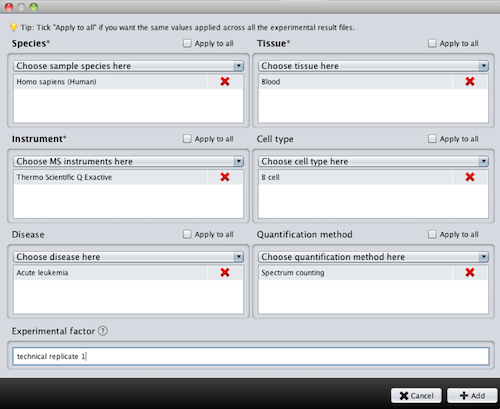 Tip: Tick "Apply to all" if you want the same values applied across all the experimental result files.
Species* Apply to all Tissue* Apply to all
Choose sample species here Choose tissue here
Homo sapiens (Human) Blood
Instrument* Apply to all Cell type Apply to all
Choose MS instruments here Choose cell type here
Thermo Scientific Q Exactive B cell
Disease Apply to all Quantification method Apply to all
Choose disease here Choose quantification method here
Acute leukemia Spectrum counting
Experimental factor ?
technical replicate 1
Cancel Add